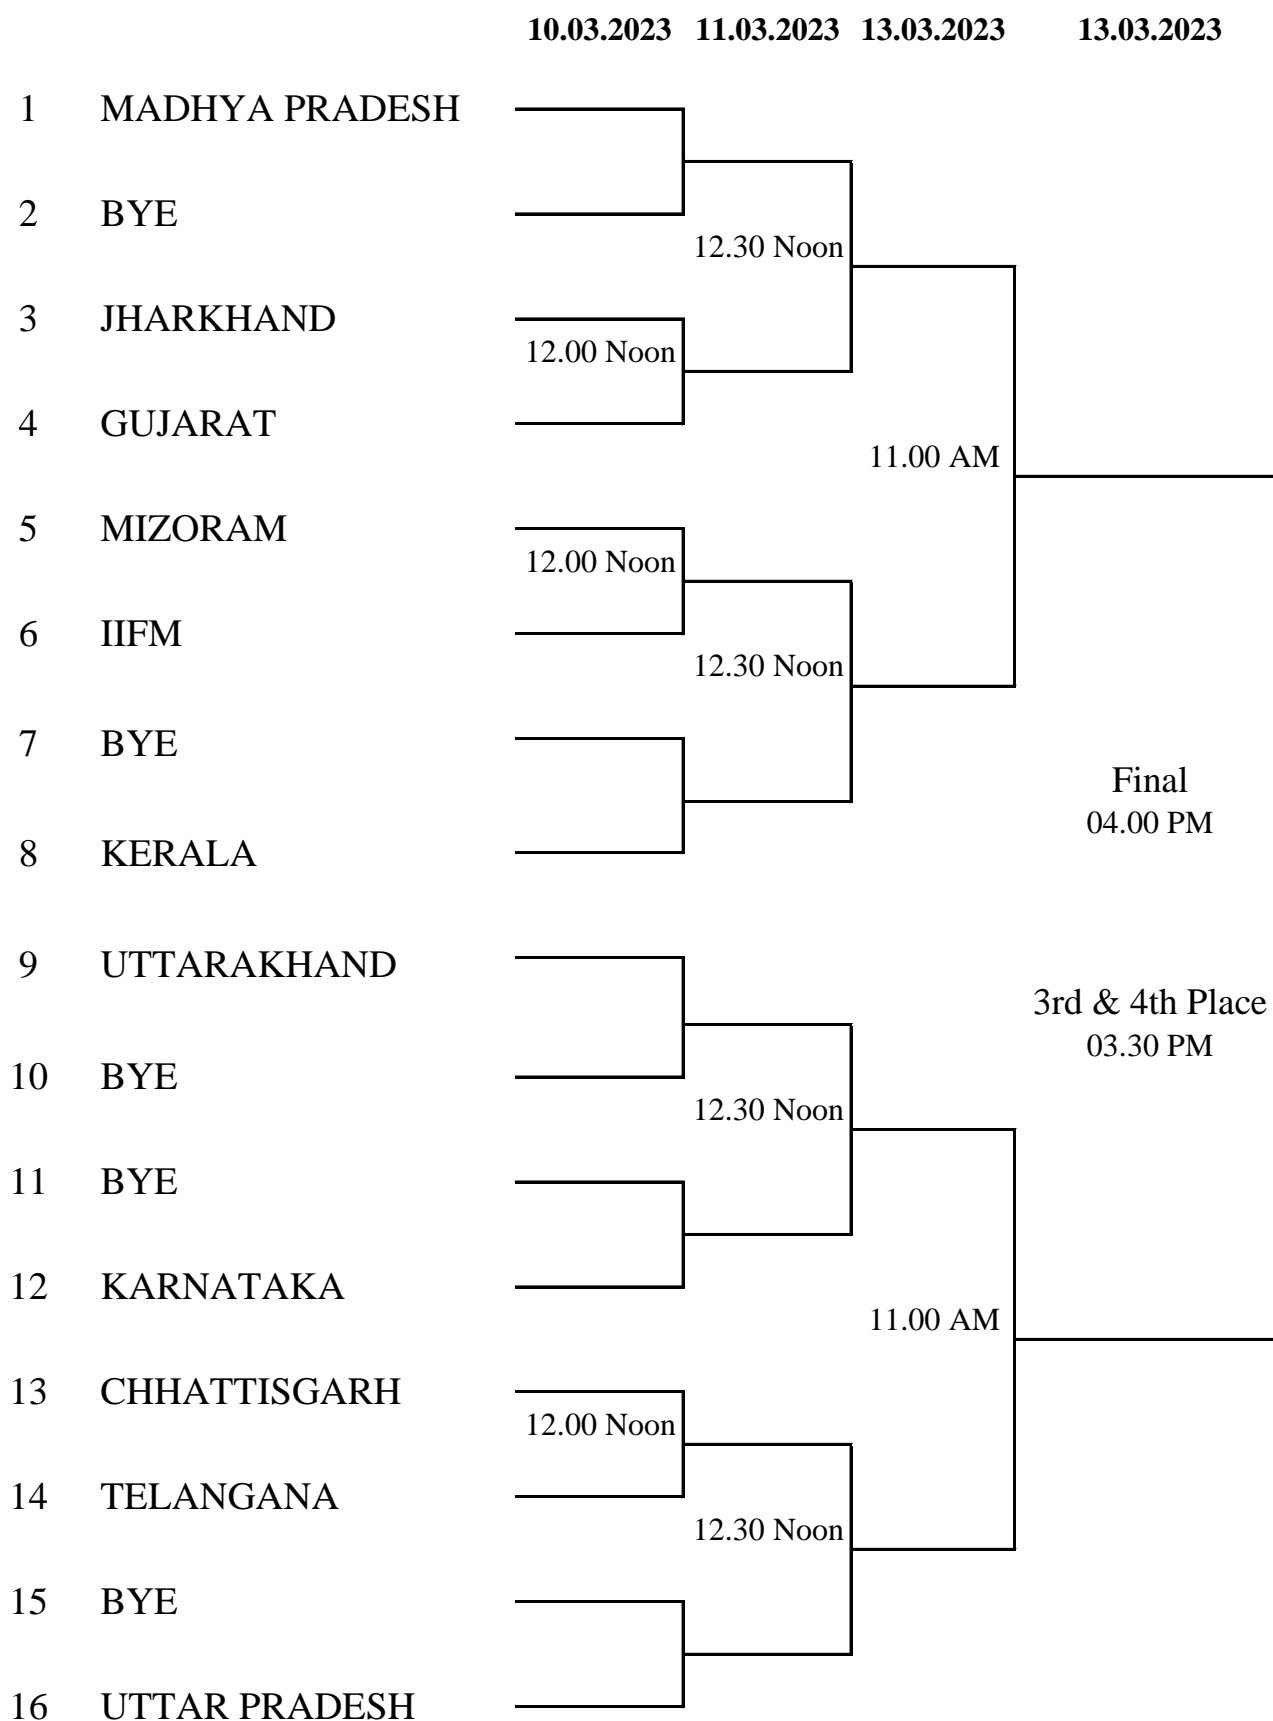 10.03.2023 11.03.2023 13.03.2023 13.03.2023
1 MADHYA PRADESH
2 BYE
12.30 Noon
3 JHARKHAND
12.00 Noon
4 GUJARAT
11.00 AM
5 MIZORAM
12.00 Noon
6 IIFM
12.30 Noon
7 BYE
Final
04.00 PM
8 KERALA
9 UTTARAKHAND
3rd & 4th Place
03.30 PM
10 BYE
12.30 Noon
11 BYE
12 KARNATAKA
11.00 AM
13 CHHATTISGARH
12.00 Noon
14 TELANGANA
12.30 Noon
15 BYE
16 UTTAR PRADESH